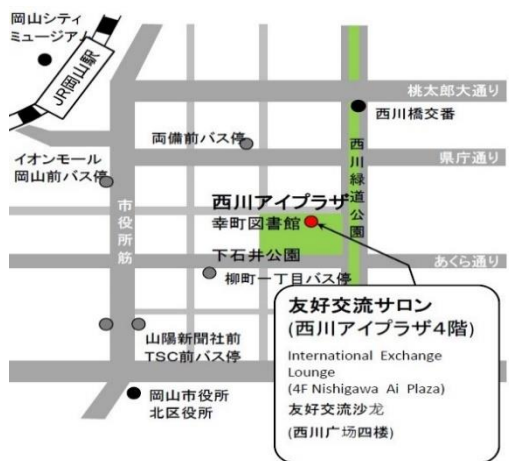 岡山シティ
ミュージアム
JR岡山駅
桃太郎大通り
西川橋交番
両備前バス停
県庁通り
イオンモール
岡山前バス停
西川緑道公園
市役所筋
西川アイプラザ
幸町図書館
下石井公園
あくら通り
柳町一丁目バス停
山陽新聞社前
TSC前バス停
岡山市役所
北区役所
友好交流サロン
(西川アイプラザ4階)
International Exchange
Lounge
(4F Nishigawa Ai Plaza)
友好交流沙龙
(西川广场四楼)